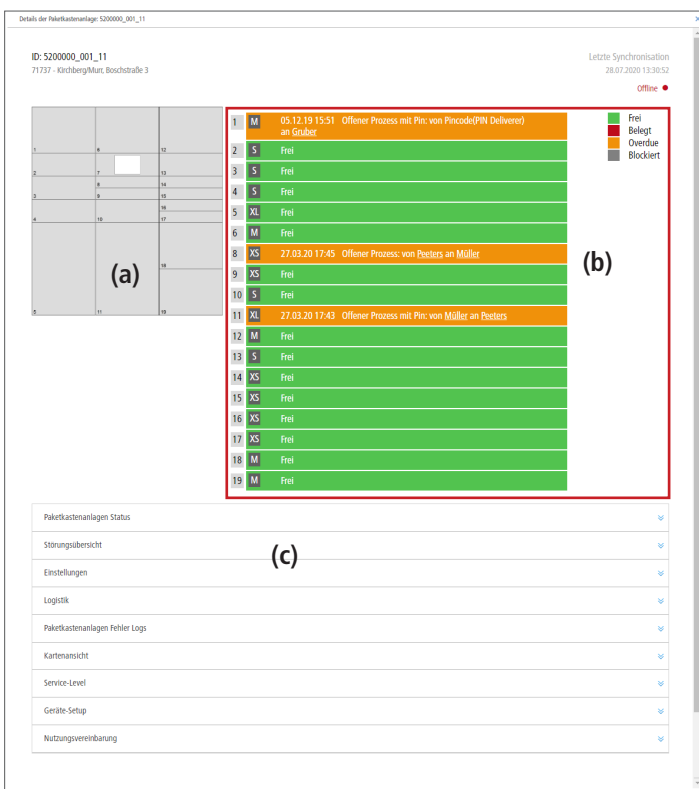 Details der Paketkastenanlage: 5200000_001_11
×
ID: 5200000_001_11
71737 - Kirchberg/Murr, Boschstraße 3
Letzte Synchronisation
28.07.2020 13:30:52
Offline
1
2
3
4
5
6
7
8
9
10
11
12
13
14
15
16
17
18
19
(a)
1 M 05.12.19 15:51 Offener Prozess mit Pin: von Pincode(PIN Deliverer)
an Gruber
2 S Frei
3 S Frei
4 S Frei
5 XL Frei
6 M Frei
8 XS 27.03.20 17:45 Offener Prozess: von Peeters an Müller
9 XS Frei
10 S Frei
11 XL 27.03.20 17:43 Offener Prozess mit Pin: von Müller an Peeters
12 M Frei
13 S Frei
14 XS Frei
15 XS Frei
16 XS Frei
17 XS Frei
18 M Frei
19 M Frei
Frei
Belegt
Overdue
Blockiert
(b)
Paketkastenanlagen Status
Störungsübersicht
(c)
Einstellungen
Logistik
Paketkastenanlagen Fehler Logs
Kartenansicht
Service-Level
Geräte-Setup
Nutzungsvereinbarung